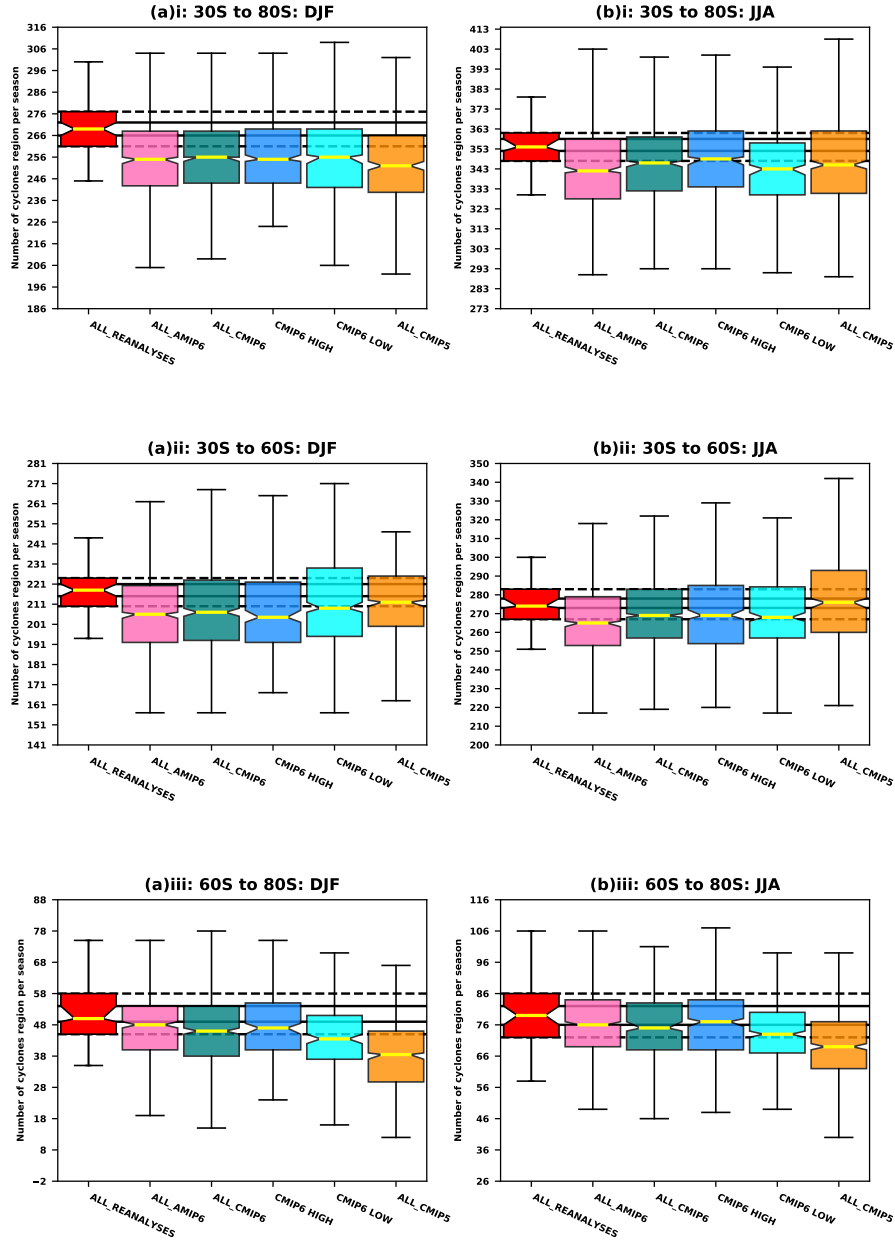 (a)i: 30S to 80S: DJF
Number of cyclones region per season
316
306
296
286
276
266
256
246
236
226
216
206
196
186
ALL_REANALYSES
ALL_AMIP6
ALL_CMIP6
CMIP6 HIGH
CMIP6 LOW
ALL_CMIP5
(b)i: 30S to 80S: JJA
Number of cyclones region per season
413
403
393
383
373
363
353
343
333
323
313
303
293
283
273
ALL_REANALYSES
ALL_AMIP6
ALL_CMIP6
CMIP6 HIGH
CMIP6 LOW
ALL_CMIP5
(a)ii: 30S to 60S: DJF
Number of cyclones region per season
281
271
261
251
241
231
221
211
201
191
181
171
161
151
141
ALL_REANALYSES
ALL_AMIP6
ALL_CMIP6
CMIP6 HIGH
CMIP6 LOW
ALL_CMIP5
(b)ii: 30S to 60S: JJA
Number of cyclones region per season
350
340
330
320
310
300
290
280
270
260
250
240
230
220
210
200
ALL_REANALYSES
ALL_AMIP6
ALL_CMIP6
CMIP6 HIGH
CMIP6 LOW
ALL_CMIP5
(a)iii: 60S to 80S: DJF
Number of cyclones region per season
88
78
68
58
48
38
28
18
8
−2
ALL_REANALYSES
ALL_AMIP6
ALL_CMIP6
CMIP6 HIGH
CMIP6 LOW
ALL_CMIP5
(b)iii: 60S to 80S: JJA
Number of cyclones region per season
116
106
96
86
76
66
56
46
36
26
ALL_REANALYSES
ALL_AMIP6
ALL_CMIP6
CMIP6 HIGH
CMIP6 LOW
ALL_CMIP5